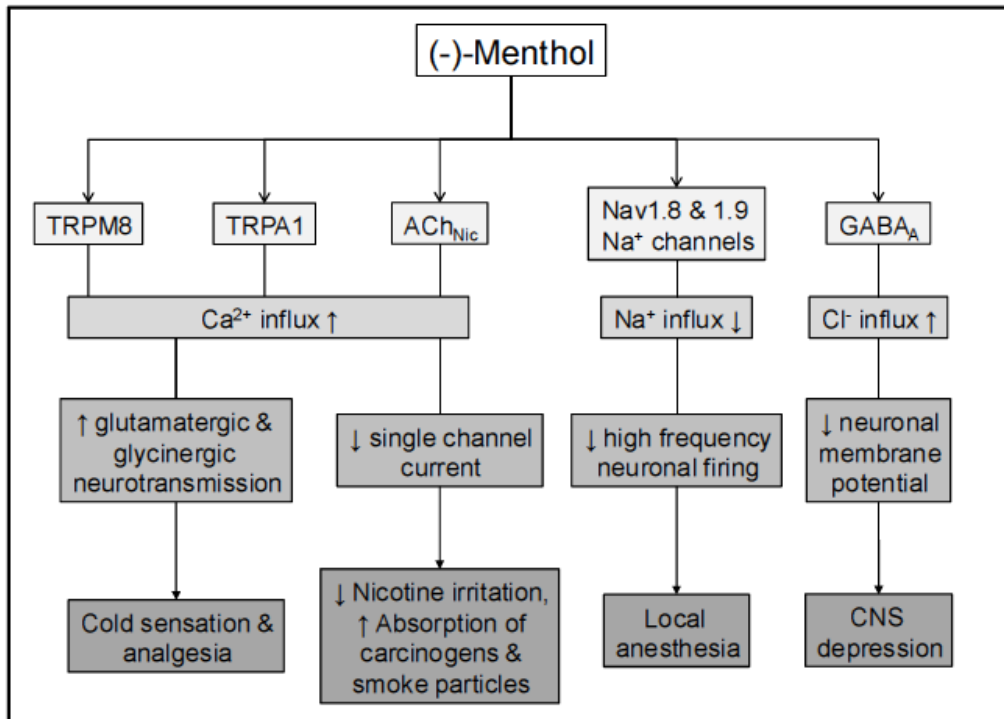 (-)-Menthol
TRPM8
TRPA1
ACh<sub>Nic</sub>
Nav1.8 & 1.9
Na⁺ channels
GABA<sub>A</sub>
Ca²⁺ influx ↑
Na⁺ influx ↓
Cl⁻ influx ↑
↑ glutamatergic &
glycinergic
neurotransmission
↓ single channel
current
↓ high frequency
neuronal firing
↓ neuronal
membrane
potential
Cold sensation &
analgesia
↓ Nicotine irritation,
↑ Absorption of
carcinogens &
smoke particles
Local
anesthesia
CNS
depression